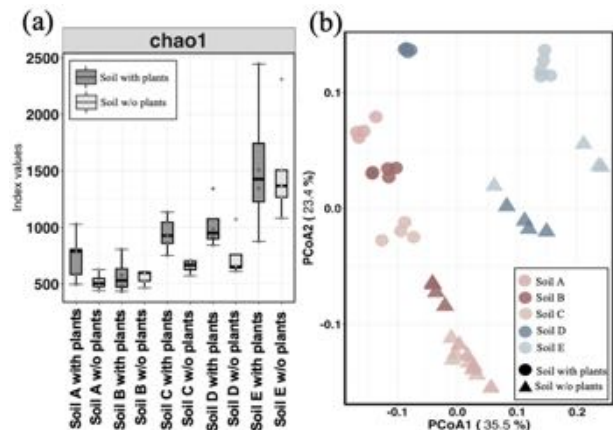 (a)
chao1
2500
2000
1500
1000
500
Index values
Soil with plants
Soil w/o plants
Soil A with plants
Soil A w/o plants
Soil B with plants
Soil B w/o plants
Soil C with plants
Soil C w/o plants
Soil D with plants
Soil D w/o plants
Soil E with plants
Soil E w/o plants
(b)
0.1
0.0
-0.1
PCoA2 ( 23.4 %)
Soil A
Soil B
Soil C
Soil D
Soil E
Soil with plants
Soil w/o plants
-0.1 0.0 0.1 0.2
PCoA1 ( 35.5 %)